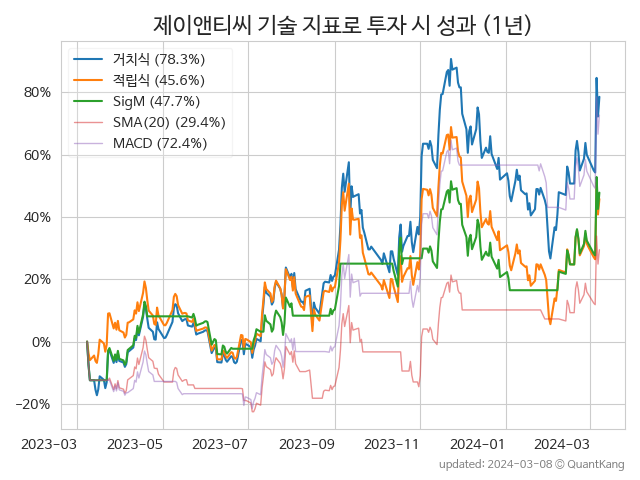 제이앤티씨 기술 지표로 투자 시 성과 (1년)
거치식 (78.3%)
적립식 (45.6%)
SigM (47.7%)
SMA(20) (29.4%)
MACD (72.4%)
80%
60%
40%
20%
0%
−20%
2023−03 2023−05 2023−07 2023−09 2023−11 2024−01 2024−03
updated: 2024−03−08 © QuantKang